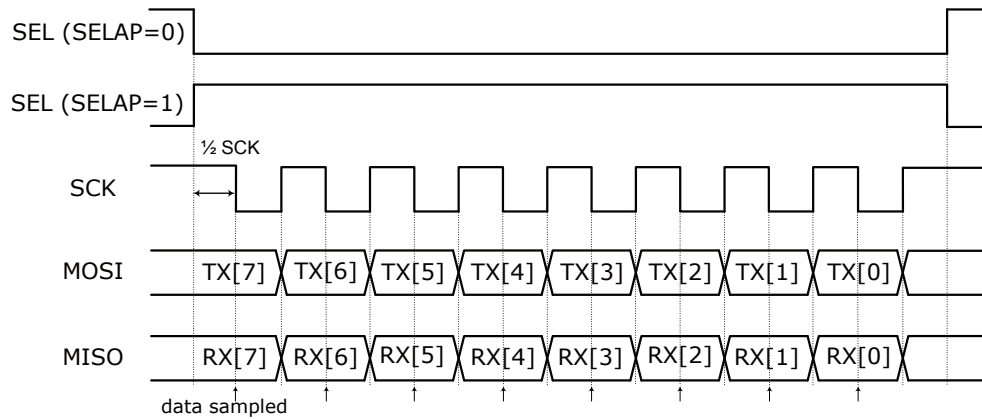 SEL (SELAP=0)
SEL (SELAP=1)
½ SCK
SCK
MOSI TX[7] TX[6] TX[5] TX[4] TX[3] TX[2] TX[1] TX[0]
MISO RX[7] RX[6] RX[5] RX[4] RX[3] RX[2] RX[1] RX[0]
data sampled